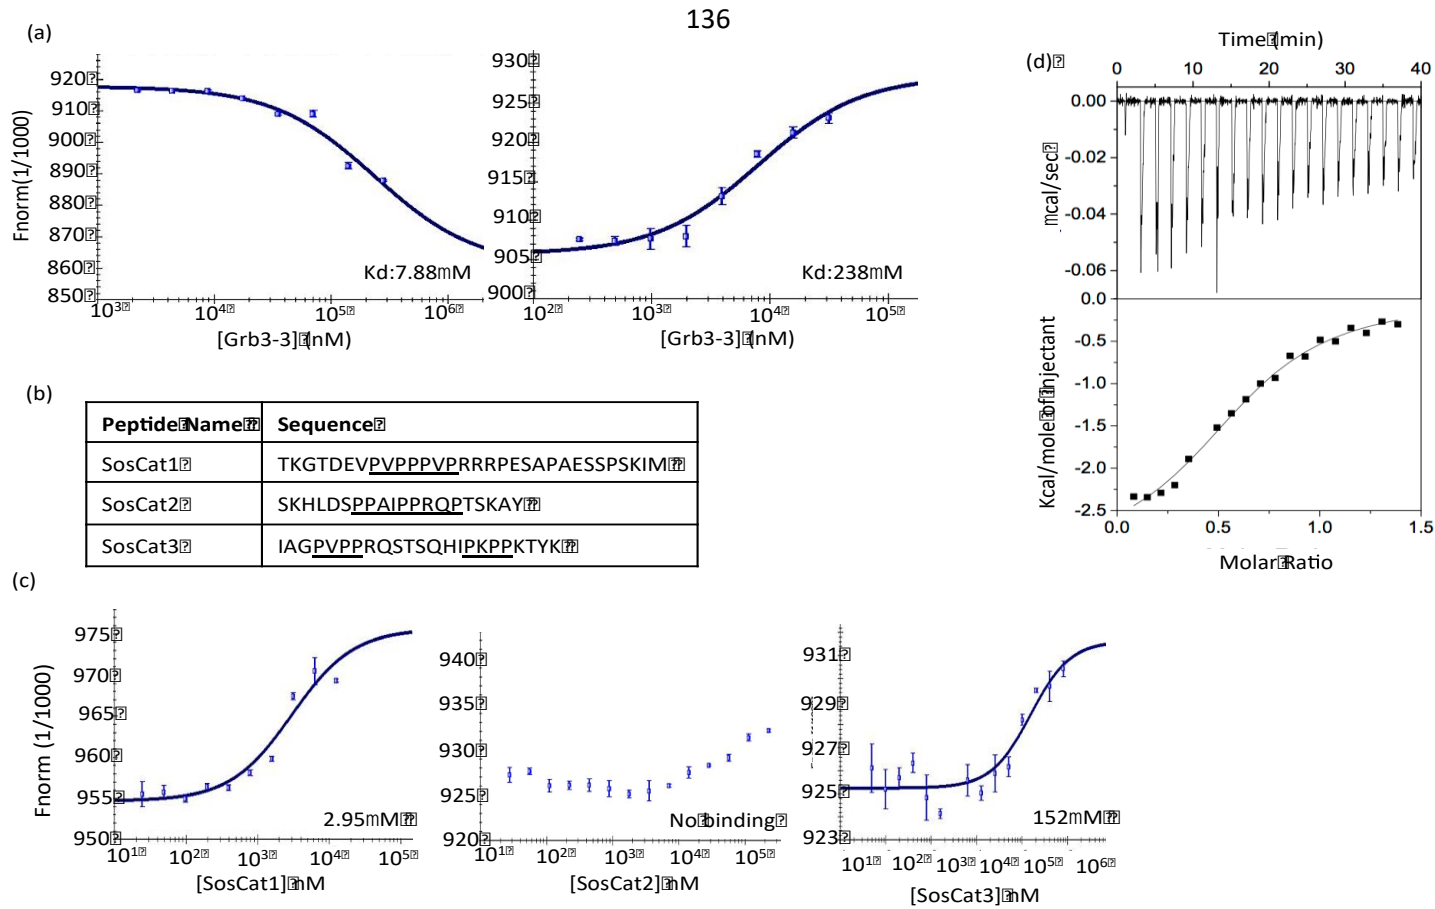 136
(a)
Fnorm(1/1000)
920
910
900
890
880
870
860
850
10³ 10⁴ 10⁵ 10⁶
Kd:7.88mM
[Grb3-3] (nM)
930
925
920
915
910
905
900
10² 10³ 10⁴ 10⁵
Kd:238mM
[Grb3-3] (nM)
(d)
Time (min)
0 10 20 30 40
0.00
-0.02
-0.04
-0.06
mcal/sec
0.0
-0.5
-1.0
-1.5
-2.0
-2.5
Kcal/mole of injectant
0.0 0.5 1.0 1.5
Molar Ratio
(b)
Peptide Name Sequence
SosCat1 TKGTDEVPVPPPVPRRRPESAPAESSPSKIM
SosCat2 SKHLDSPPAIPPRQPTSKAY
SosCat3 IAGPVPPRQSTSQHIPKPPKTYK
(c)
Fnorm (1/1000)
975
970
965
960
955
950
2.95mM
10¹ 10² 10³ 10⁴ 10⁵
[SosCat1] nM
940
935
930
925
920
No binding
10¹ 10² 10³ 10⁴ 10⁵
[SosCat2] nM
931
929
927
925
923
152mM
10¹ 10² 10³ 10⁴ 10⁵ 10⁶
[SosCat3] nM